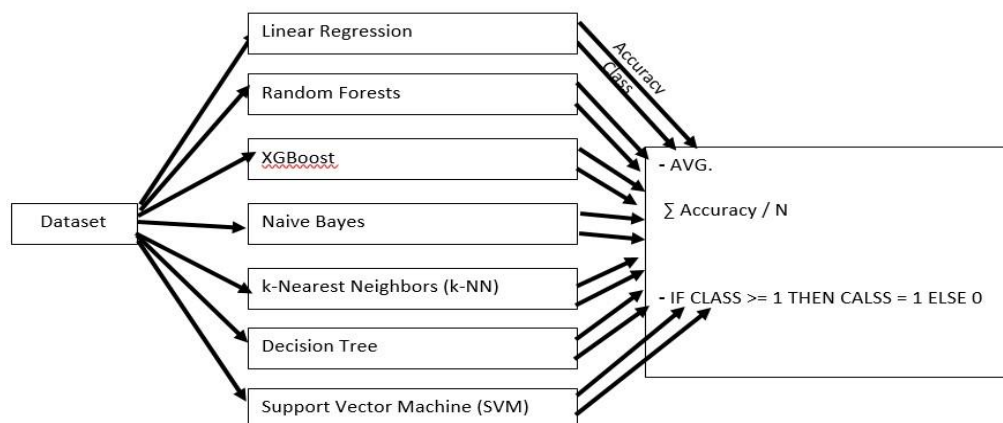 Linear Regression
Accuracy
Class
Random Forests
XGBoost
- AVG.
Dataset
Naive Bayes
∑ Accuracy / N
k-Nearest Neighbors (k-NN)
- IF CLASS >= 1 THEN CALSS = 1 ELSE 0
Decision Tree
Support Vector Machine (SVM)